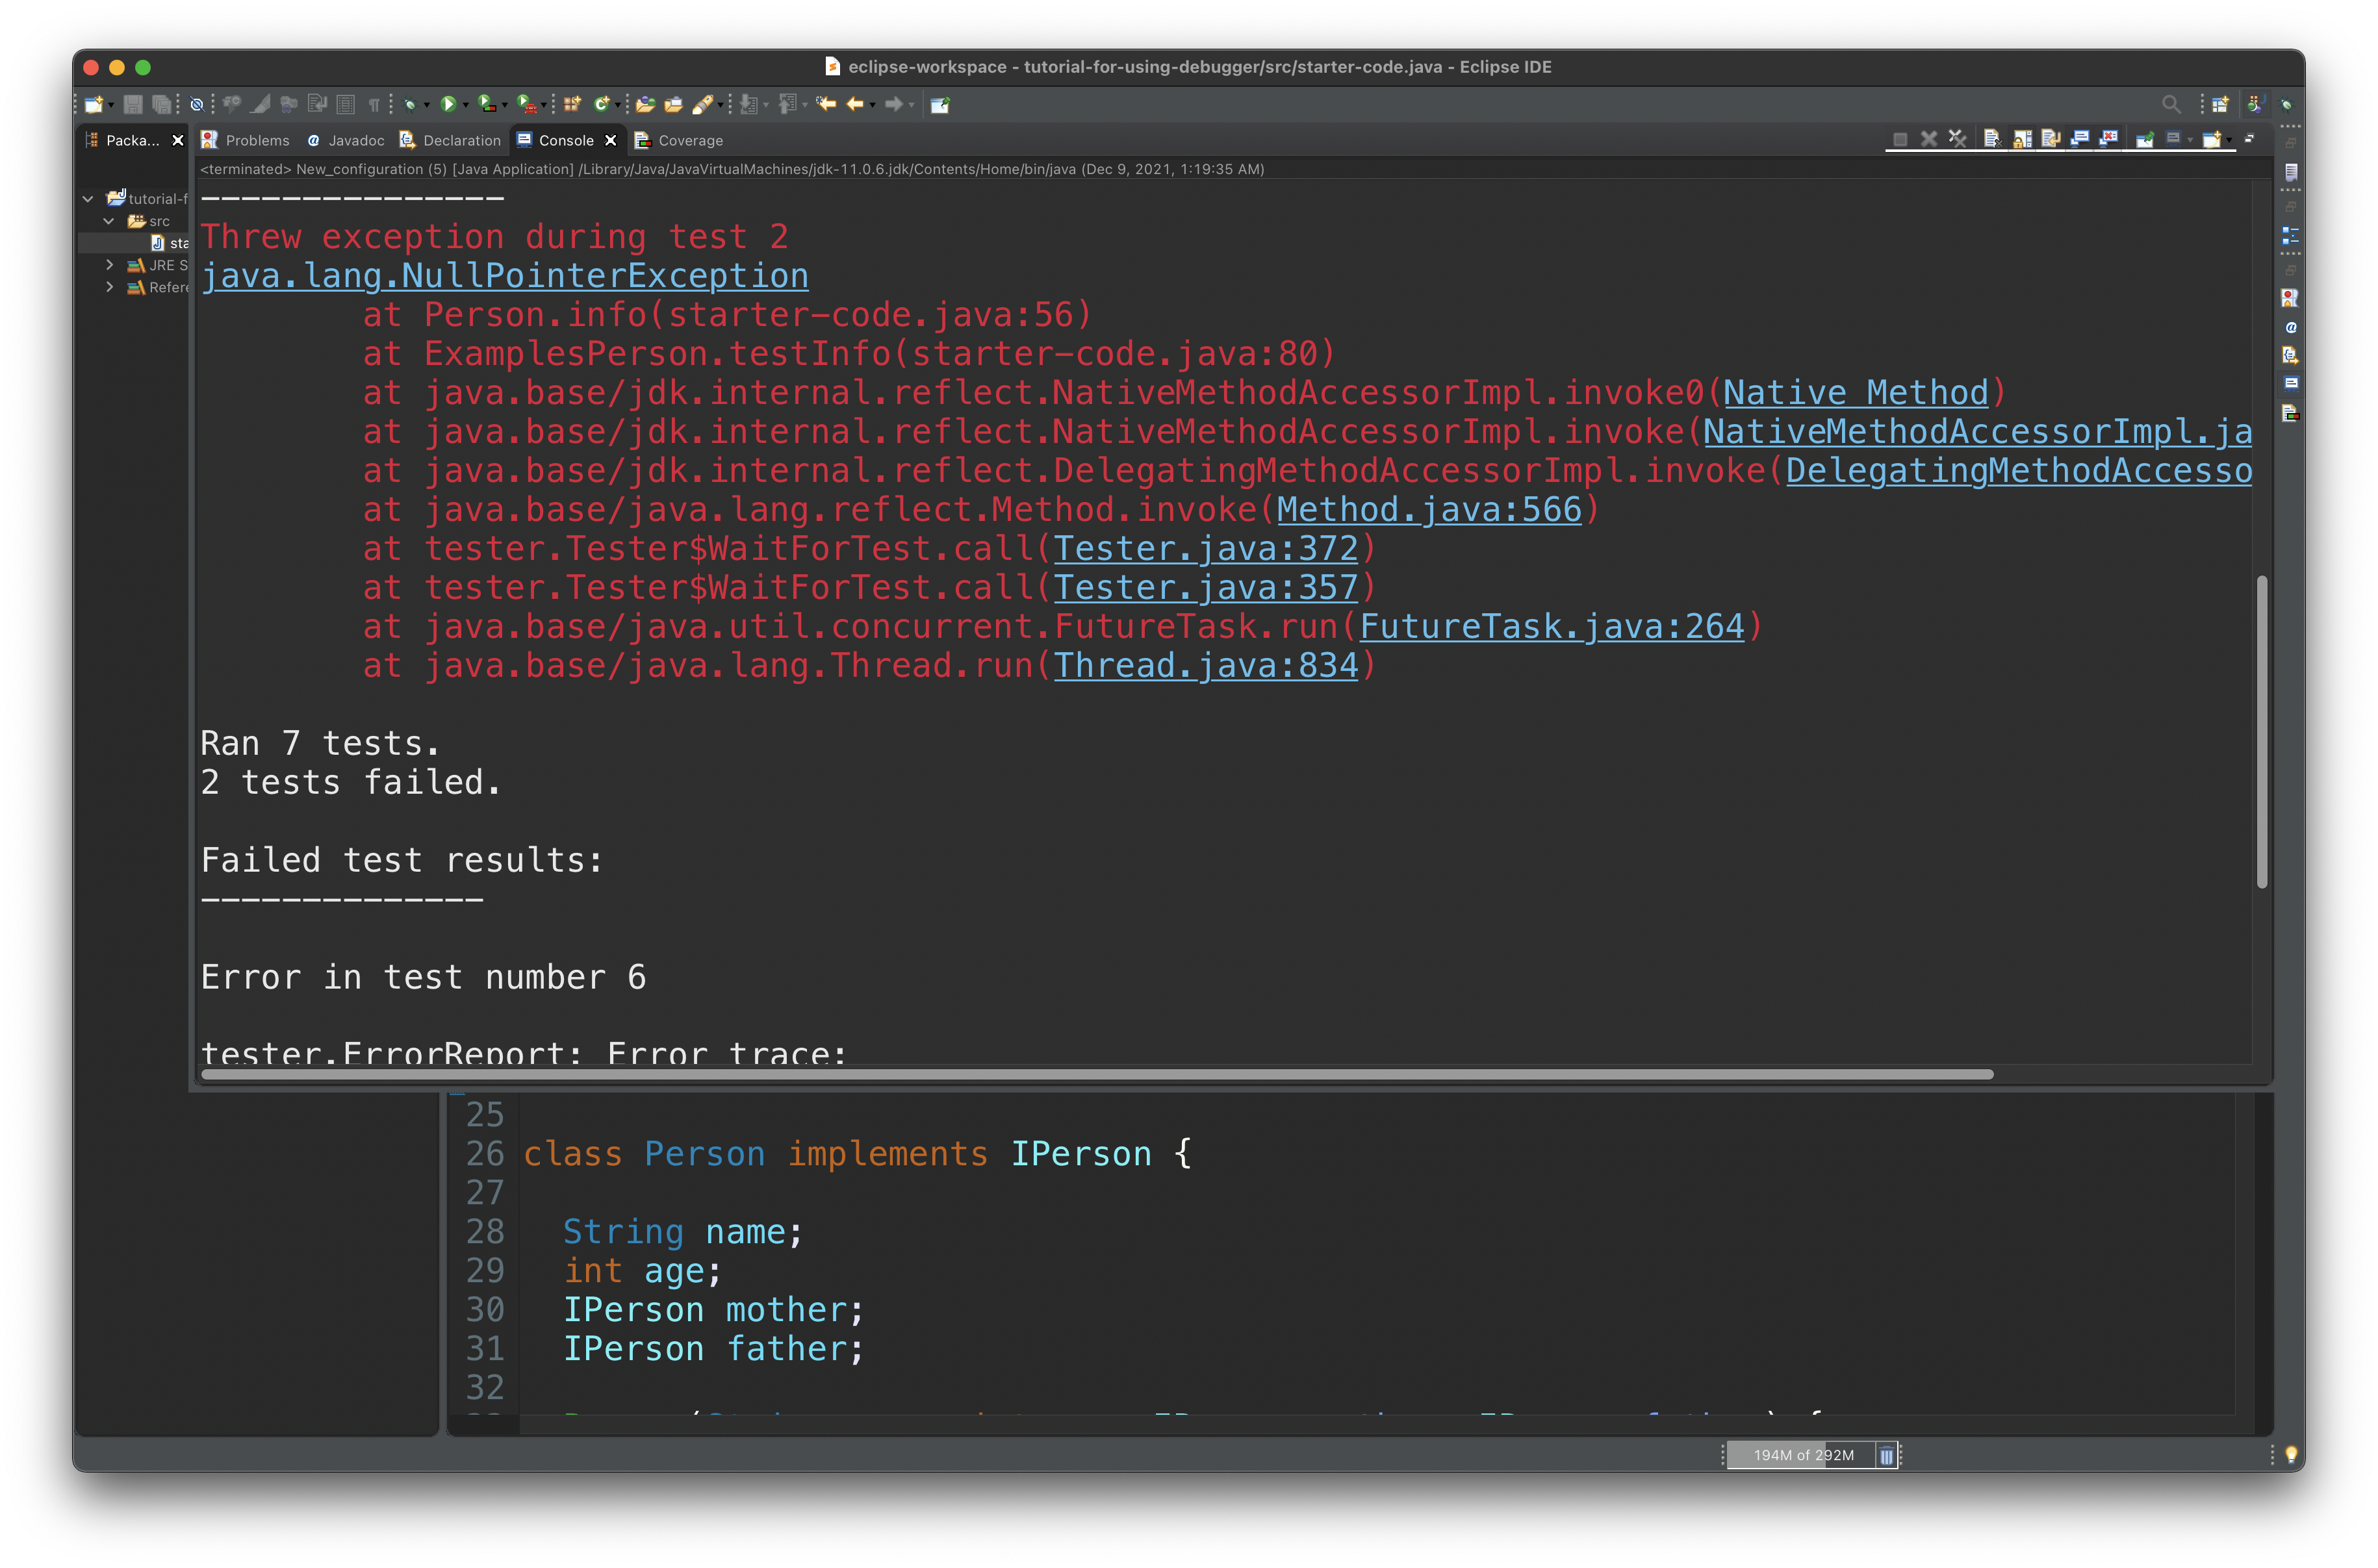 eclipse-workspace - tutorial-for-using-debugger/src/starter-code.java - Eclipse IDE
Packa...
Problems
Javadoc
Declaration
Console
Coverage
<terminated> New_configuration (5) [Java Application] /Library/Java/JavaVirtualMachines/jdk-11.0.6.jdk/Contents/Home/bin/java (Dec 9, 2021, 1:19:35 AM)
tutorial-f
src
sta
JRE S
Refere
---------------
Threw exception during test 2
java.lang.NullPointerException
at Person.info(starter-code.java:56)
at ExamplesPerson.testInfo(starter-code.java:80)
at java.base/jdk.internal.reflect.NativeMethodAccessorImpl.invoke0(Native Method)
at java.base/jdk.internal.reflect.NativeMethodAccessorImpl.invoke(NativeMethodAccessorImpl.ja
at java.base/jdk.internal.reflect.DelegatingMethodAccessorImpl.invoke(DelegatingMethodAccesso
at java.base/java.lang.reflect.Method.invoke(Method.java:566)
at tester.Tester$WaitForTest.call(Tester.java:372)
at tester.Tester$WaitForTest.call(Tester.java:357)
at java.base/java.util.concurrent.FutureTask.run(FutureTask.java:264)
at java.base/java.lang.Thread.run(Thread.java:834)
Ran 7 tests.
2 tests failed.
Failed test results:
--------------
Error in test number 6
tester.ErrorReport: Error trace:
25
26 class Person implements IPerson {
27
28 String name;
29 int age;
30 IPerson mother;
31 IPerson father;
32
194M of 292M